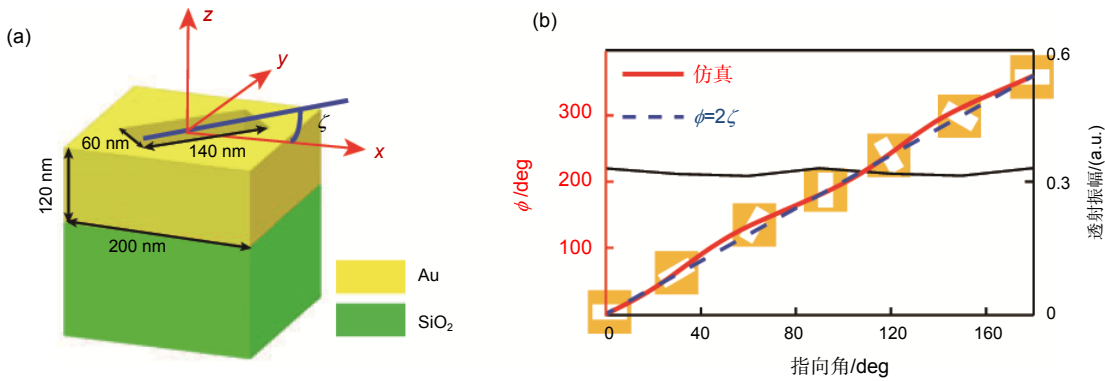 (a)
z
y
x
ζ
60 nm
140 nm
120 nm
200 nm
Au
SiO₂
(b)
仿真
ϕ=2ζ
ϕ/deg
300
200
100
0
40
80
120
160
指向角/deg
0.6
0.3
0
透射振幅/(a.u.)